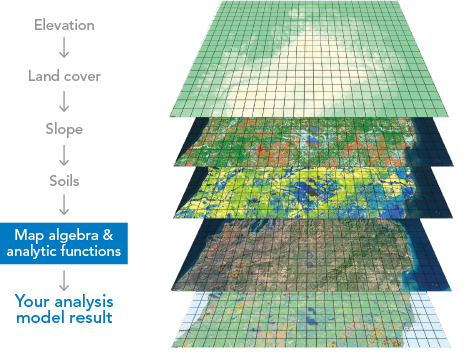 Elevation
Land cover
Slope
Soils
Map algebra &
analytic functions
Your analysis
model result